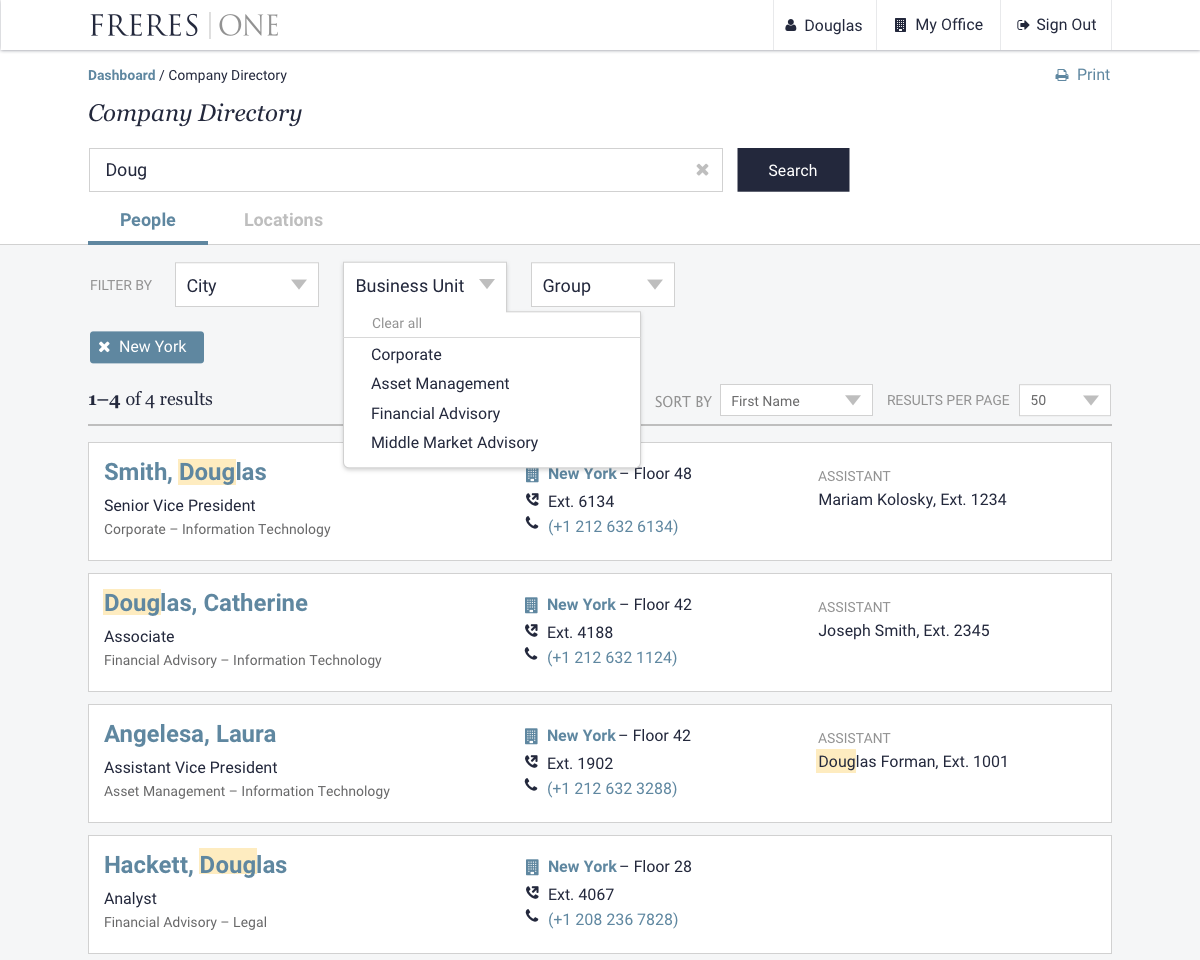 FRERES | ONE
Douglas
My Office
Sign Out
Dashboard / Company Directory
Print
Company Directory
Doug
Search
People
Locations
FILTER BY
City
Business Unit
Group
Clear all
Corporate
Asset Management
Financial Advisory
Middle Market Advisory
New York
1–4 of 4 results
SORT BY
First Name
RESULTS PER PAGE
50
Smith, Douglas
Senior Vice President
Corporate – Information Technology
New York – Floor 48
Ext. 6134
(+1 212 632 6134)
ASSISTANT
Mariam Kolosky, Ext. 1234
Douglas, Catherine
Associate
Financial Advisory – Information Technology
New York – Floor 42
Ext. 4188
(+1 212 632 1124)
ASSISTANT
Joseph Smith, Ext. 2345
Angelesa, Laura
Assistant Vice President
Asset Management – Information Technology
New York – Floor 42
Ext. 1902
(+1 212 632 3288)
ASSISTANT
Douglas Forman, Ext. 1001
Hackett, Douglas
Analyst
Financial Advisory – Legal
New York – Floor 28
Ext. 4067
(+1 208 236 7828)